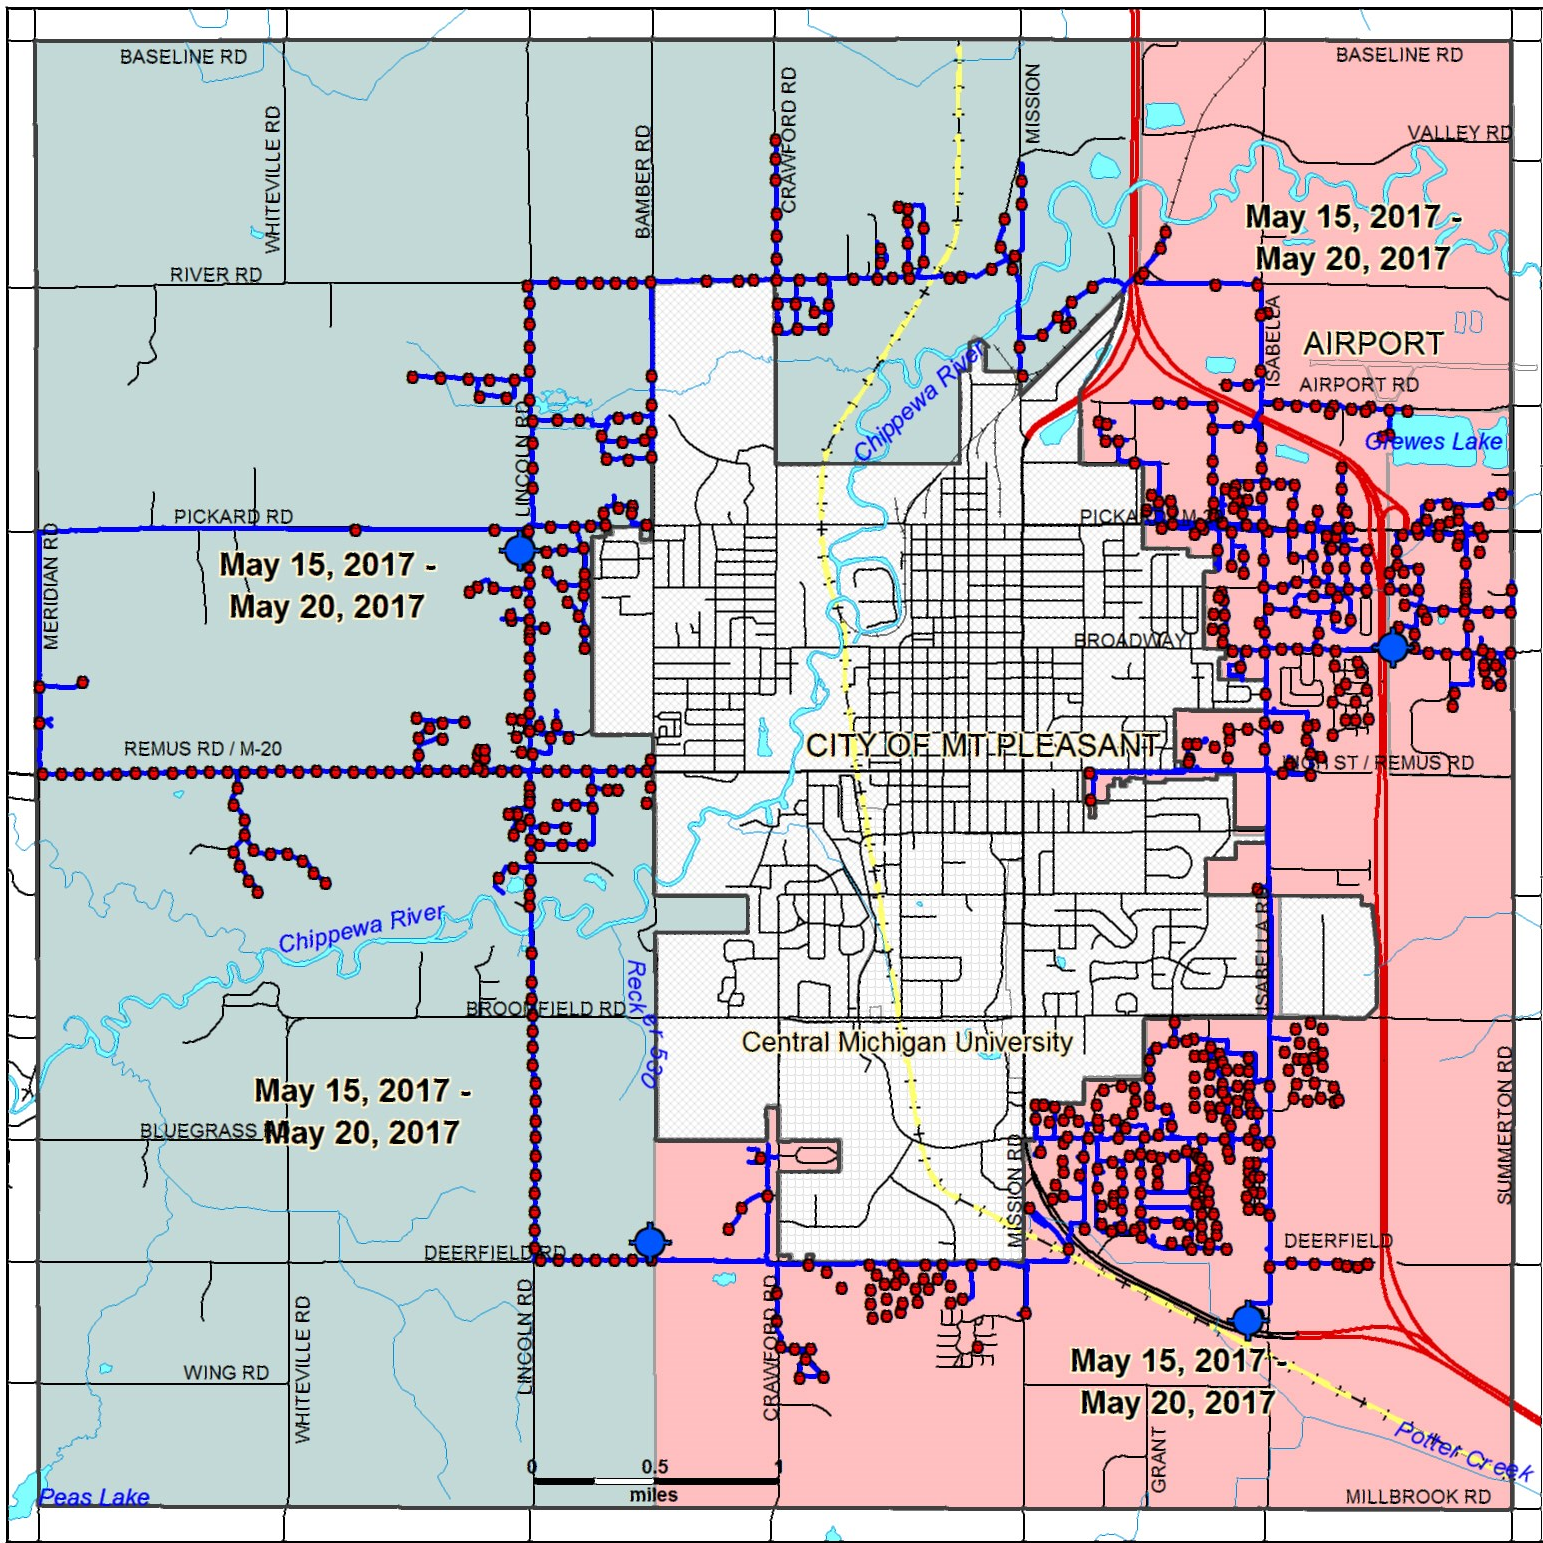 BASELINE RD
BASELINE RD
WHITEVILLE RD
BAMBER RD
CRAWFORD RD
MISSION
VALLEY RD
May 15, 2017 -
May 20, 2017
RIVER RD
ISABELLA
AIRPORT
AIRPORT RD
Chippewa River
LINCOLN RD
Grewes Lake
PICKARD RD
MERIDIAN RD
May 15, 2017 -
May 20, 2017
BROADWAY
REMUS RD / M-20
CITY OF MT PLEASANT
HIGH ST / REMUS RD
Chippewa River
ISABELLA RD
BROOMFIELD RD
Central Michigan University
May 15, 2017 -
May 20, 2017
BLUEGRASS
SUMMERTON RD
MISSION RD
DEERFIELD RD
DEERFIELD
WHITEVILLE RD
LINCOLN RD
CRAWFORD RD
WING RD
May 15, 2017 -
May 20, 2017
GRANT
Potter Creek
0 0.5 1
miles
Peas Lake
MILLBROOK RD